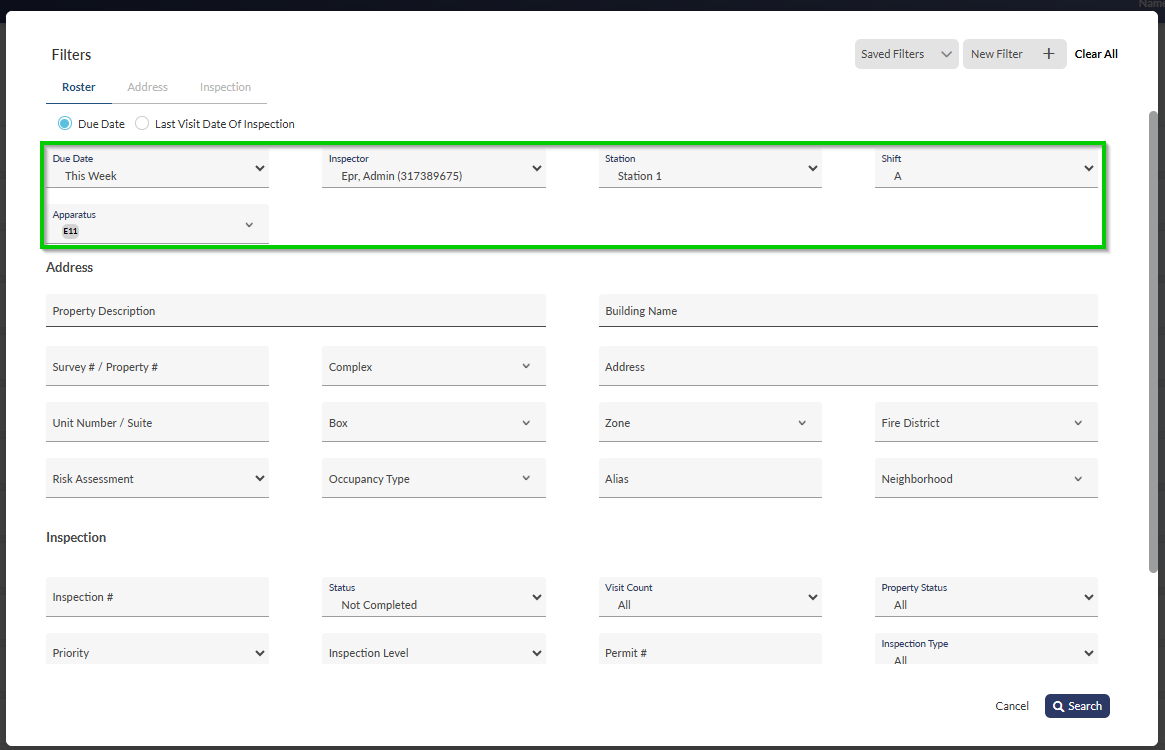 Name
Filters
Saved Filters
New Filter
Clear All
Roster
Address
Inspection
Due Date
Last Visit Date Of Inspection
Due Date
This Week
Inspector
Epr, Admin (317389675)
Station
Station 1
Shift
A
Apparatus
E11
Address
Property Description
Building Name
Survey # / Property #
Complex
Address
Unit Number / Suite
Box
Zone
Fire District
Risk Assessment
Occupancy Type
Alias
Neighborhood
Inspection
Inspection #
Status
Not Completed
Visit Count
All
Property Status
All
Priority
Inspection Level
Permit #
Inspection Type
All
Cancel
Search